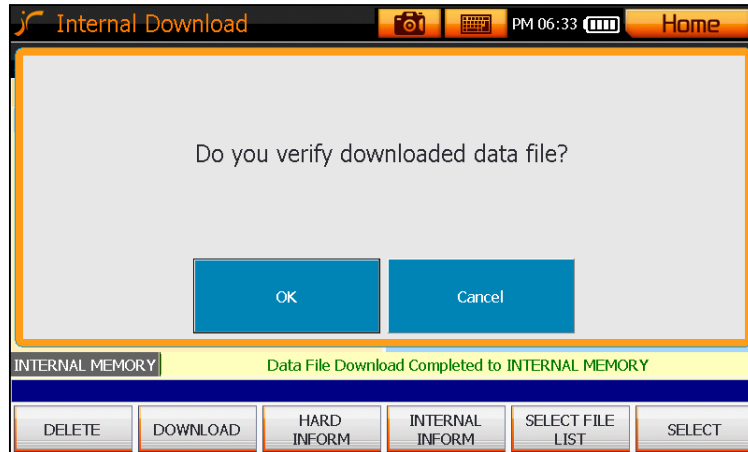 Internal Download
PM 06:33
Home
Do you verify downloaded data file?
OK
Cancel
INTERNAL MEMORY
Data File Download Completed to INTERNAL MEMORY
DELETE
DOWNLOAD
HARD
INFORM
INTERNAL
INFORM
SELECT FILE
LIST
SELECT